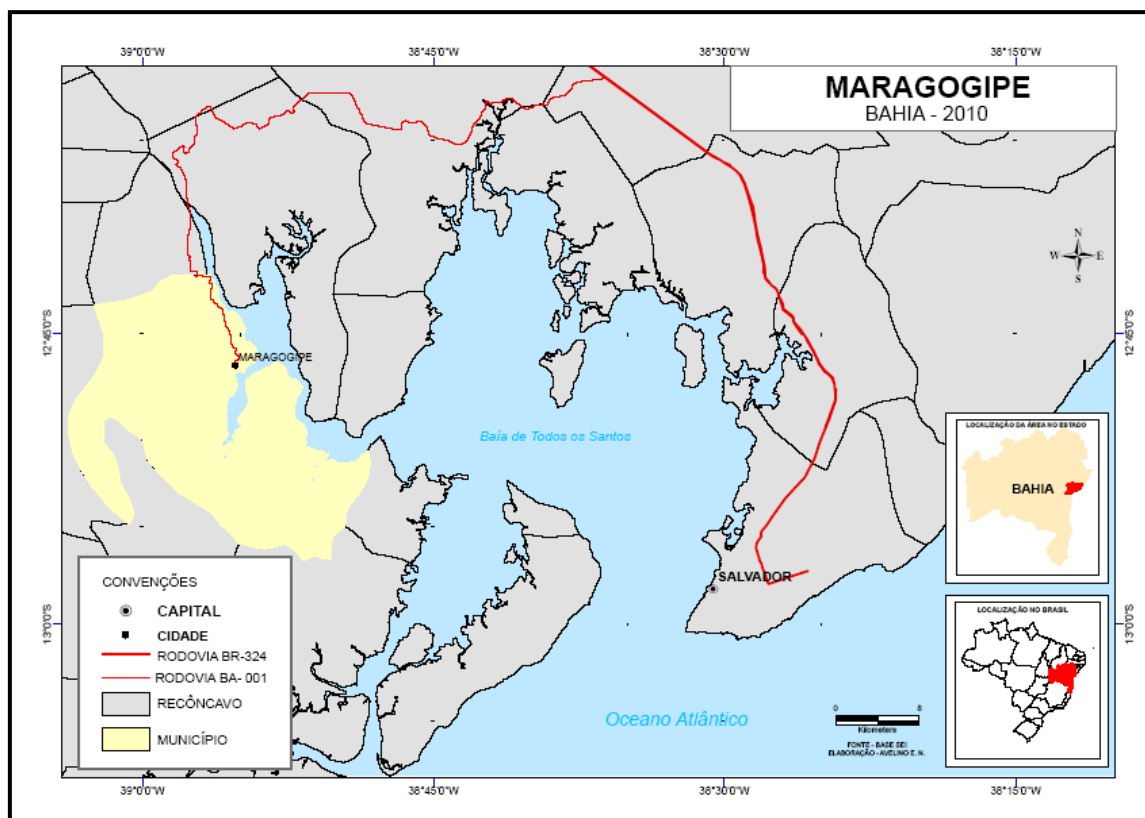 39°0'0"W
38°45'0"W
38°30'0"W
38°15'0"W
MARAGOGIPE
BAHIA - 2010
N
W E
S
12°45'0"S
12°45'0"S
MARAGOGIPE
Baía de Todos os Santos
LOCALIZAÇÃO DA ÁREA NO ESTADO
BAHIA
CONVENÇÕES
CAPITAL
CIDADE
RODOVIA BR-324
RODOVIA BA- 001
RECÔNCAVO
MUNICÍPIO
SALVADOR
13°0'0"S
13°0'0"S
LOCALIZAÇÃO NO BRASIL
Oceano Atlântico
0 8
Kilometers
FONTE - BASE SEI
ELABORAÇÃO - AVELINO E. N.
39°0'0"W
38°45'0"W
38°30'0"W
38°15'0"W